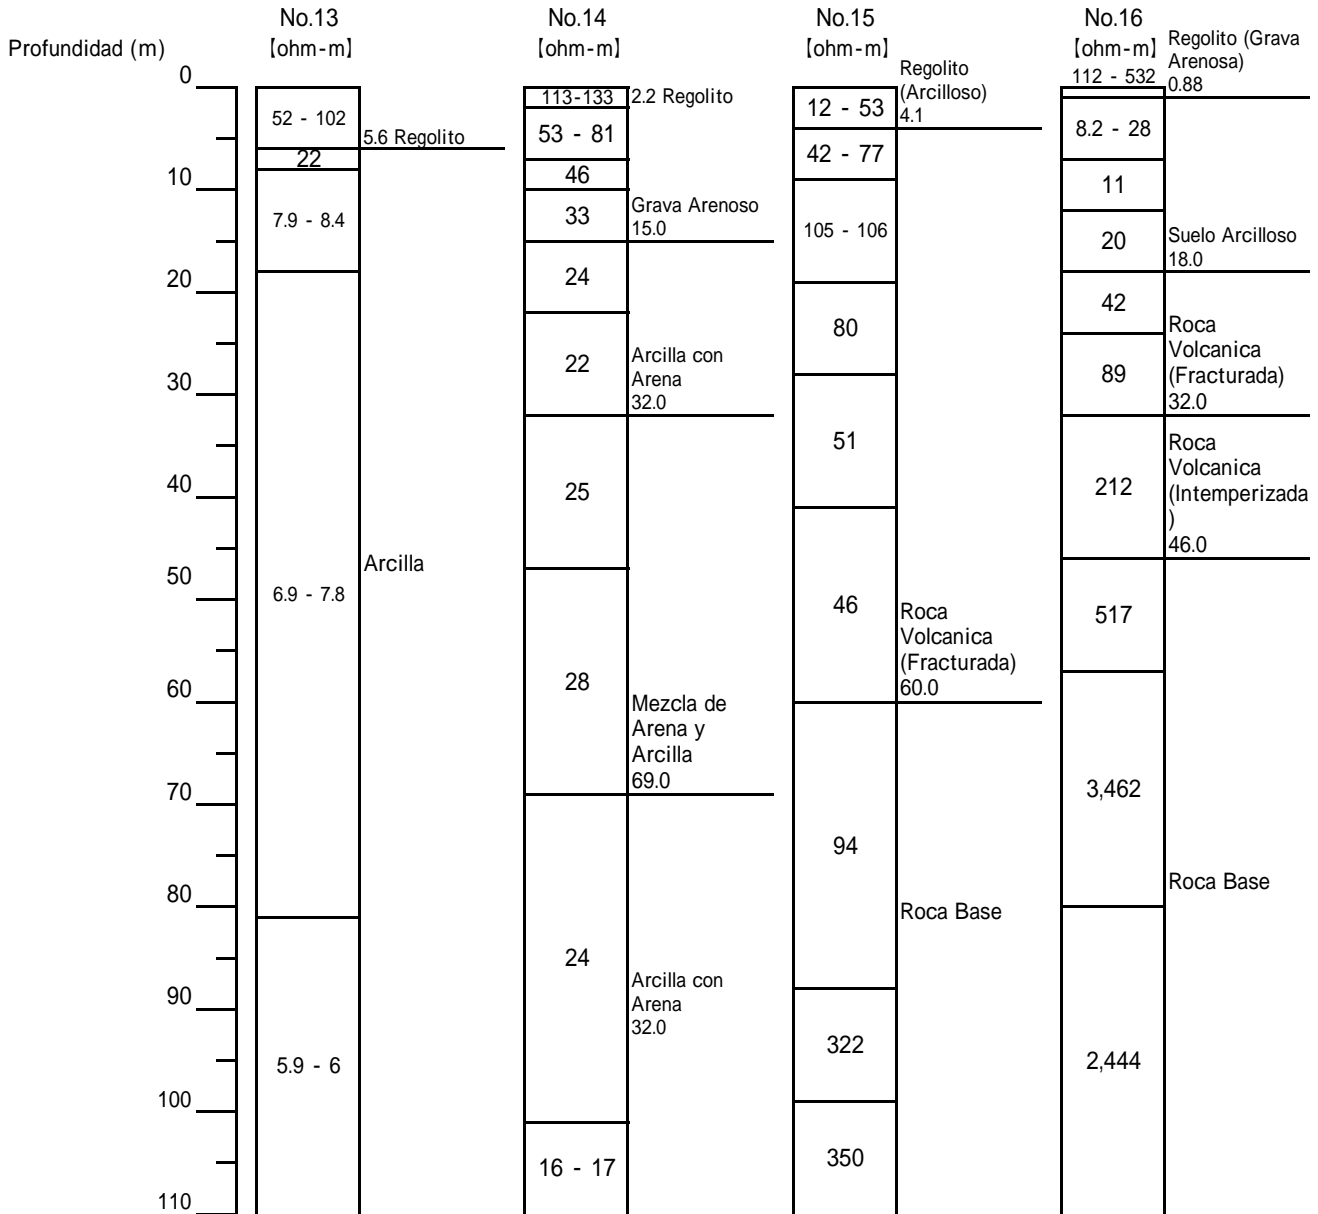 No.13
No.14
No.15
No.16
Profundidad (m)
【ohm-m】
【ohm-m】
【ohm-m】
【ohm-m】
0
10
20
30
40
50
60
70
80
90
100
110
52 - 102
22
7.9 - 8.4
6.9 - 7.8
5.9 - 6
5.6 Regolito
Arcilla
113-133
53 - 81
46
33
24
22
25
28
24
16 - 17
2.2 Regolito
Grava Arenoso
15.0
Arcilla con
Arena
32.0
Mezcla de
Arena y
Arcilla
69.0
Arcilla con
Arena
32.0
12 - 53
42 - 77
105 - 106
80
51
46
94
322
350
Regolito
(Arcilloso)
4.1
Roca
Volcanica
(Fracturada)
60.0
Roca Base
112 - 532
8.2 - 28
11
20
42
89
212
517
3,462
2,444
Regolito (Grava
Arenosa)
0.88
Suelo Arcilloso
18.0
Roca
Volcanica
(Fracturada)
32.0
Roca
Volcanica
(Intemperizada
)
46.0
Roca Base